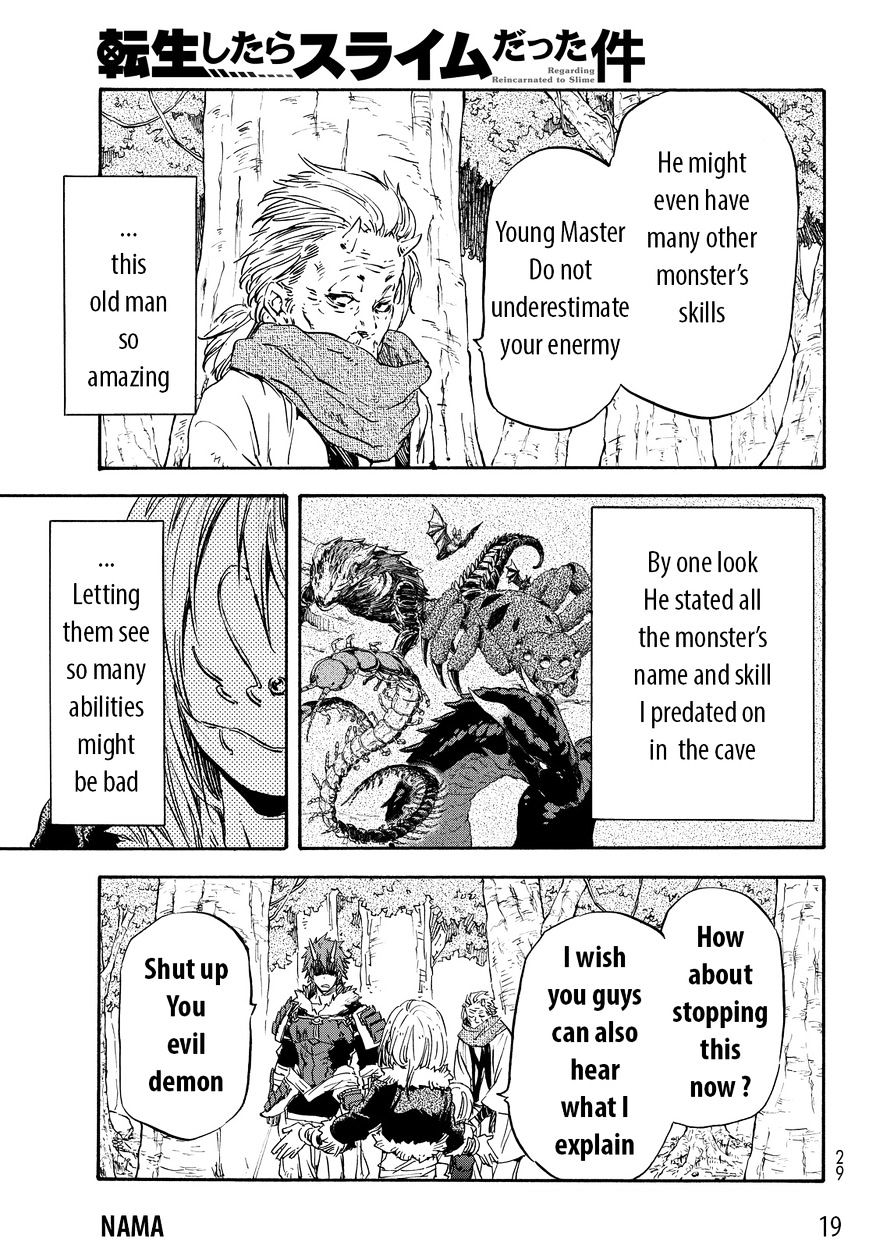 転生したらスライムだった件
Regarding
Reincarnated to Slime
He might
even have
many other
monster's
skills
Young Master
Do not
underestimate
your enermy
...
this
old man
so
amazing
By one look
He stated all
the monster's
name and skill
I predated on
in the cave
...
Letting
them see
so many
abilities
might
be bad
How
about
stopping
this
now ?
I wish
you guys
can also
hear
what I
explain
Shut up
You
evil
demon
29
NAMA
19